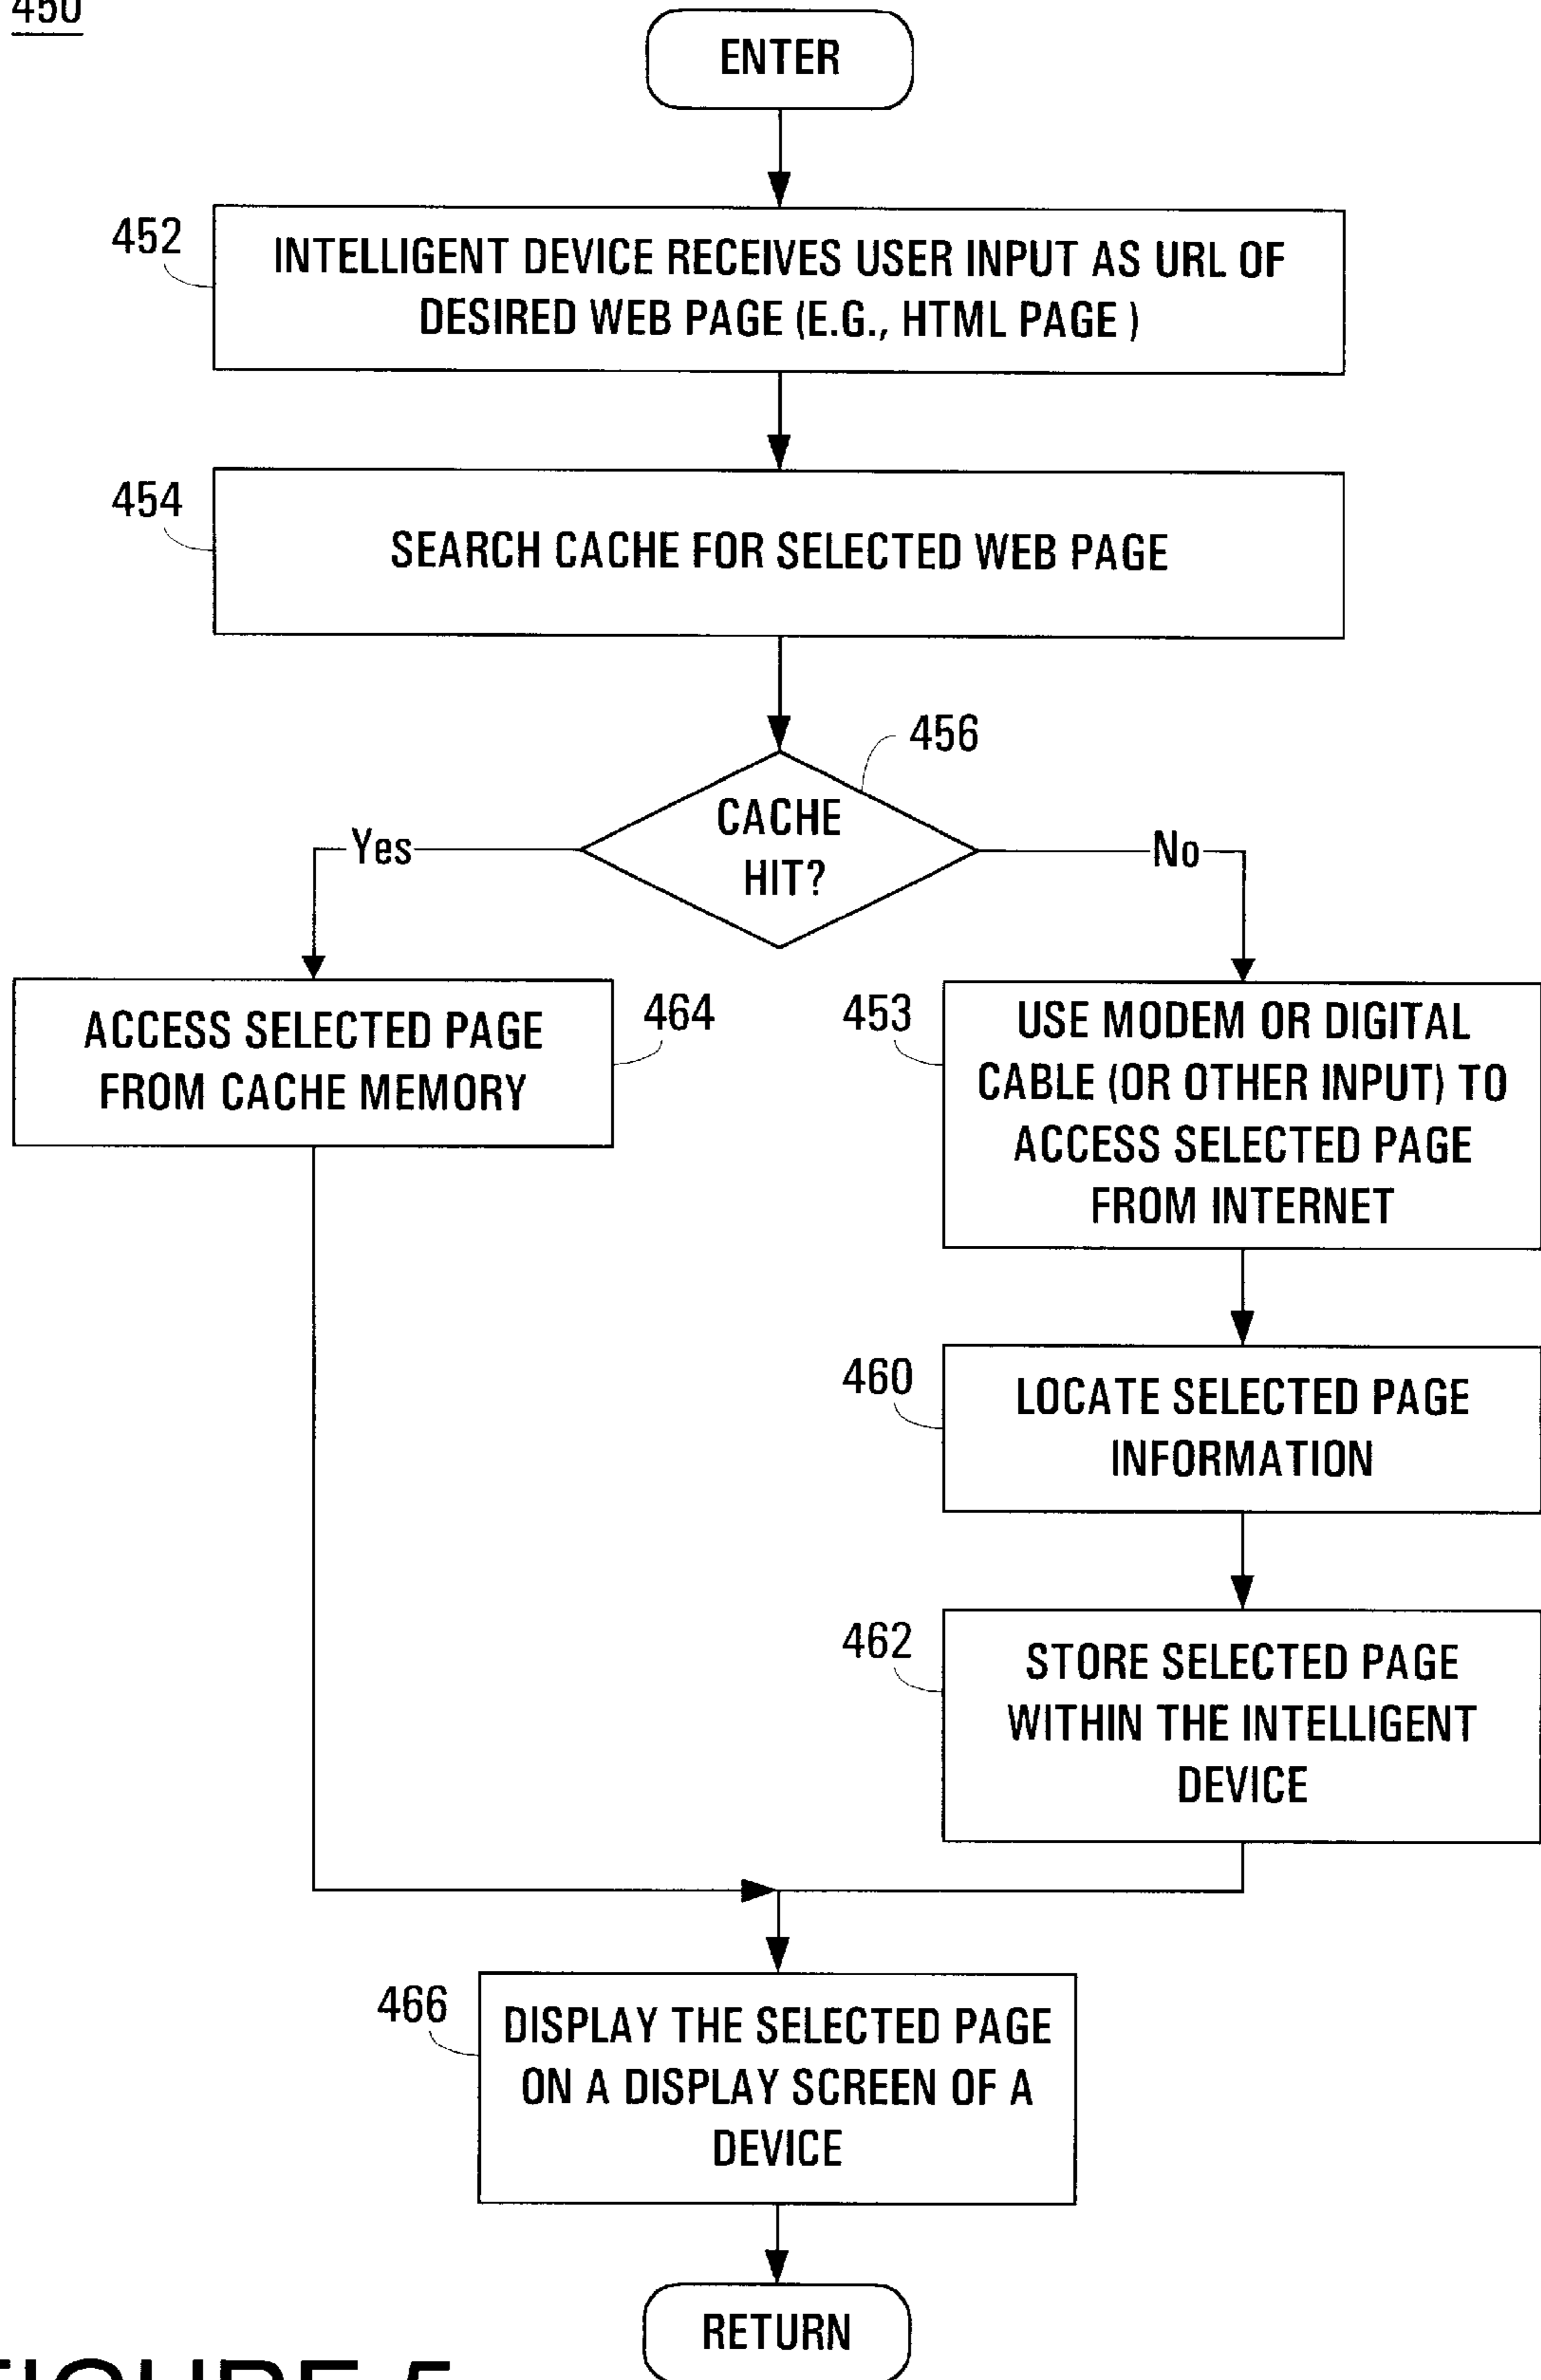 450
ENTER
452
INTELLIGENT DEVICE RECEIVES USER INPUT AS URL OF
DESIRED WEB PAGE (E.G., HTML PAGE )
454
SEARCH CACHE FOR SELECTED WEB PAGE
456
CACHE
HIT?
Yes
No
ACCESS SELECTED PAGE
FROM CACHE MEMORY
464
453
USE MODEM OR DIGITAL
CABLE (OR OTHER INPUT) TO
ACCESS SELECTED PAGE
FROM INTERNET
460
LOCATE SELECTED PAGE
INFORMATION
462
STORE SELECTED PAGE
WITHIN THE INTELLIGENT
DEVICE
466
DISPLAY THE SELECTED PAGE
ON A DISPLAY SCREEN OF A
DEVICE
RETURN
FIGURE 5